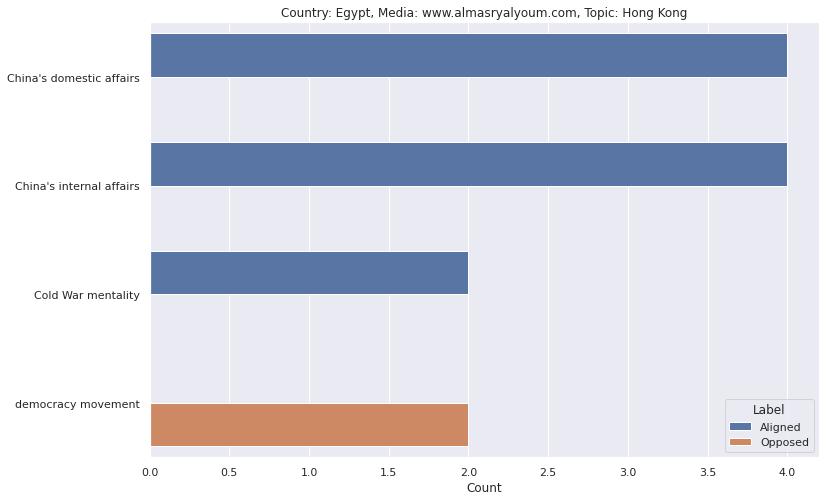 Country: Egypt, Media: www.almasryalyoum.com, Topic: Hong Kong
China's domestic affairs
China's internal affairs
Cold War mentality
democracy movement
Label
Aligned
Opposed
0.0 0.5 1.0 1.5 2.0 2.5 3.0 3.5 4.0
Count